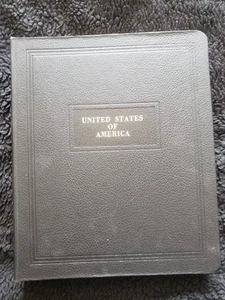 UNITED STATES
OF
AMERICA